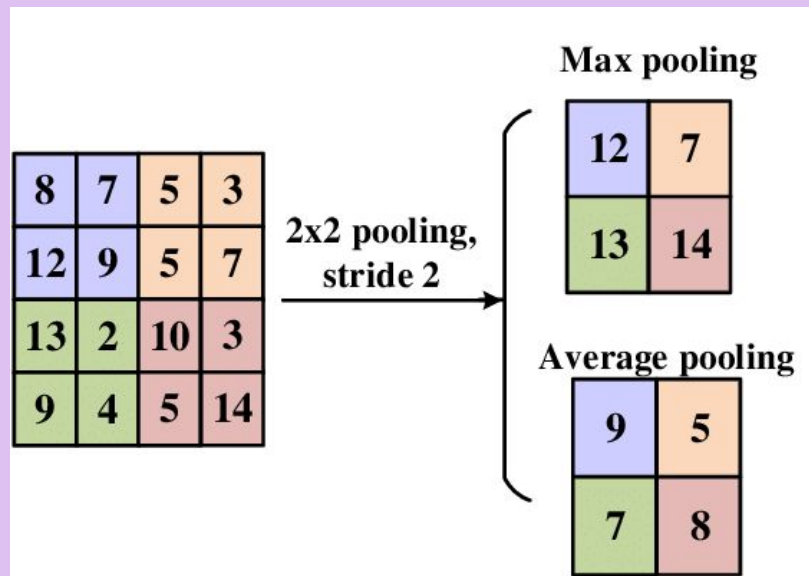 8 7 5 3
12 9 5 7
13 2 10 3
9 4 5 14
2x2 pooling,
stride 2
Max pooling
12 7
13 14
Average pooling
9 5
7 8